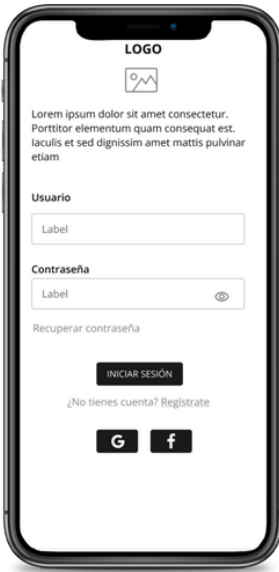 LOGO
Lorem ipsum dolor sit amet consectetur.
Porttitor elementum quam consequat est.
Iaculis et sed dignissim amet mattis pulvinar
etiam
Usuario
Label
Contraseña
Label
Recuperar contraseña
INICIAR SESIÓN
¿No tienes cuenta? Regístrate
G f